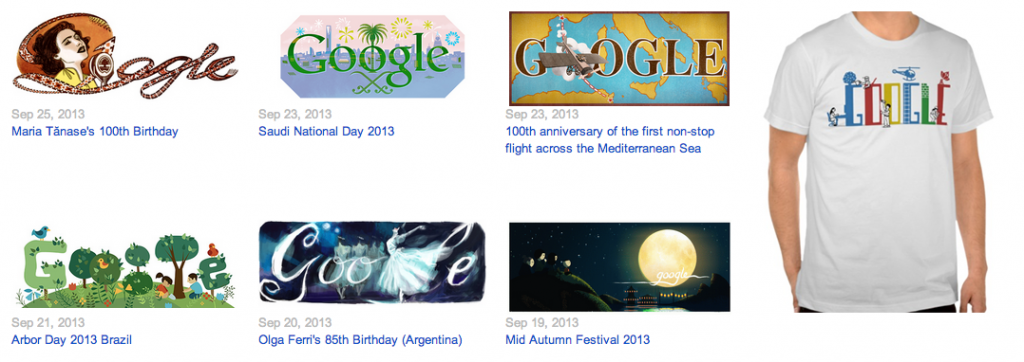 Google
Google
GOOGLE
Sep 25, 2013
Maria Tănase's 100th Birthday
Sep 23, 2013
Saudi National Day 2013
Sep 23, 2013
100th anniversary of the first non-stop
flight across the Mediterranean Sea
GOOGLE
Google
Google
google
Sep 21, 2013
Arbor Day 2013 Brazil
Sep 20, 2013
Olga Ferri's 85th Birthday (Argentina)
Sep 19, 2013
Mid Autumn Festival 2013